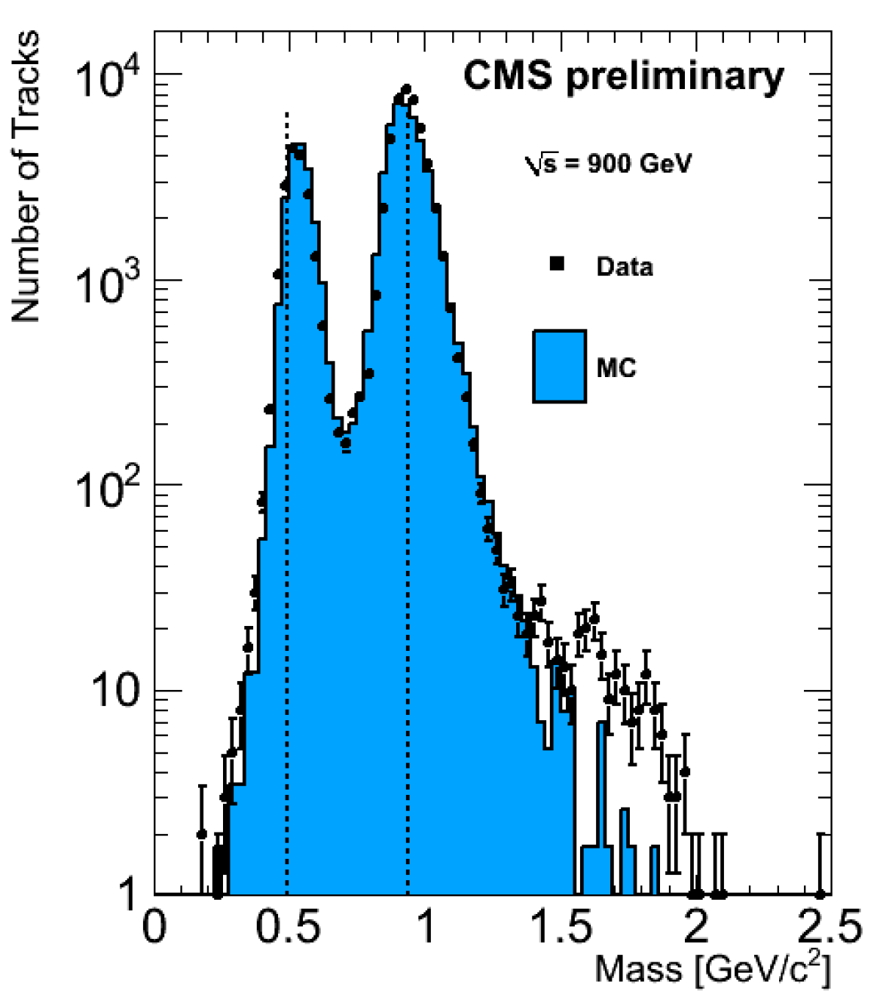 Number of Tracks
CMS preliminary
√s = 900 GeV
Data
MC
10⁴
10³
10²
10
1
0 0.5 1 1.5 2 2.5
Mass [GeV/c²]